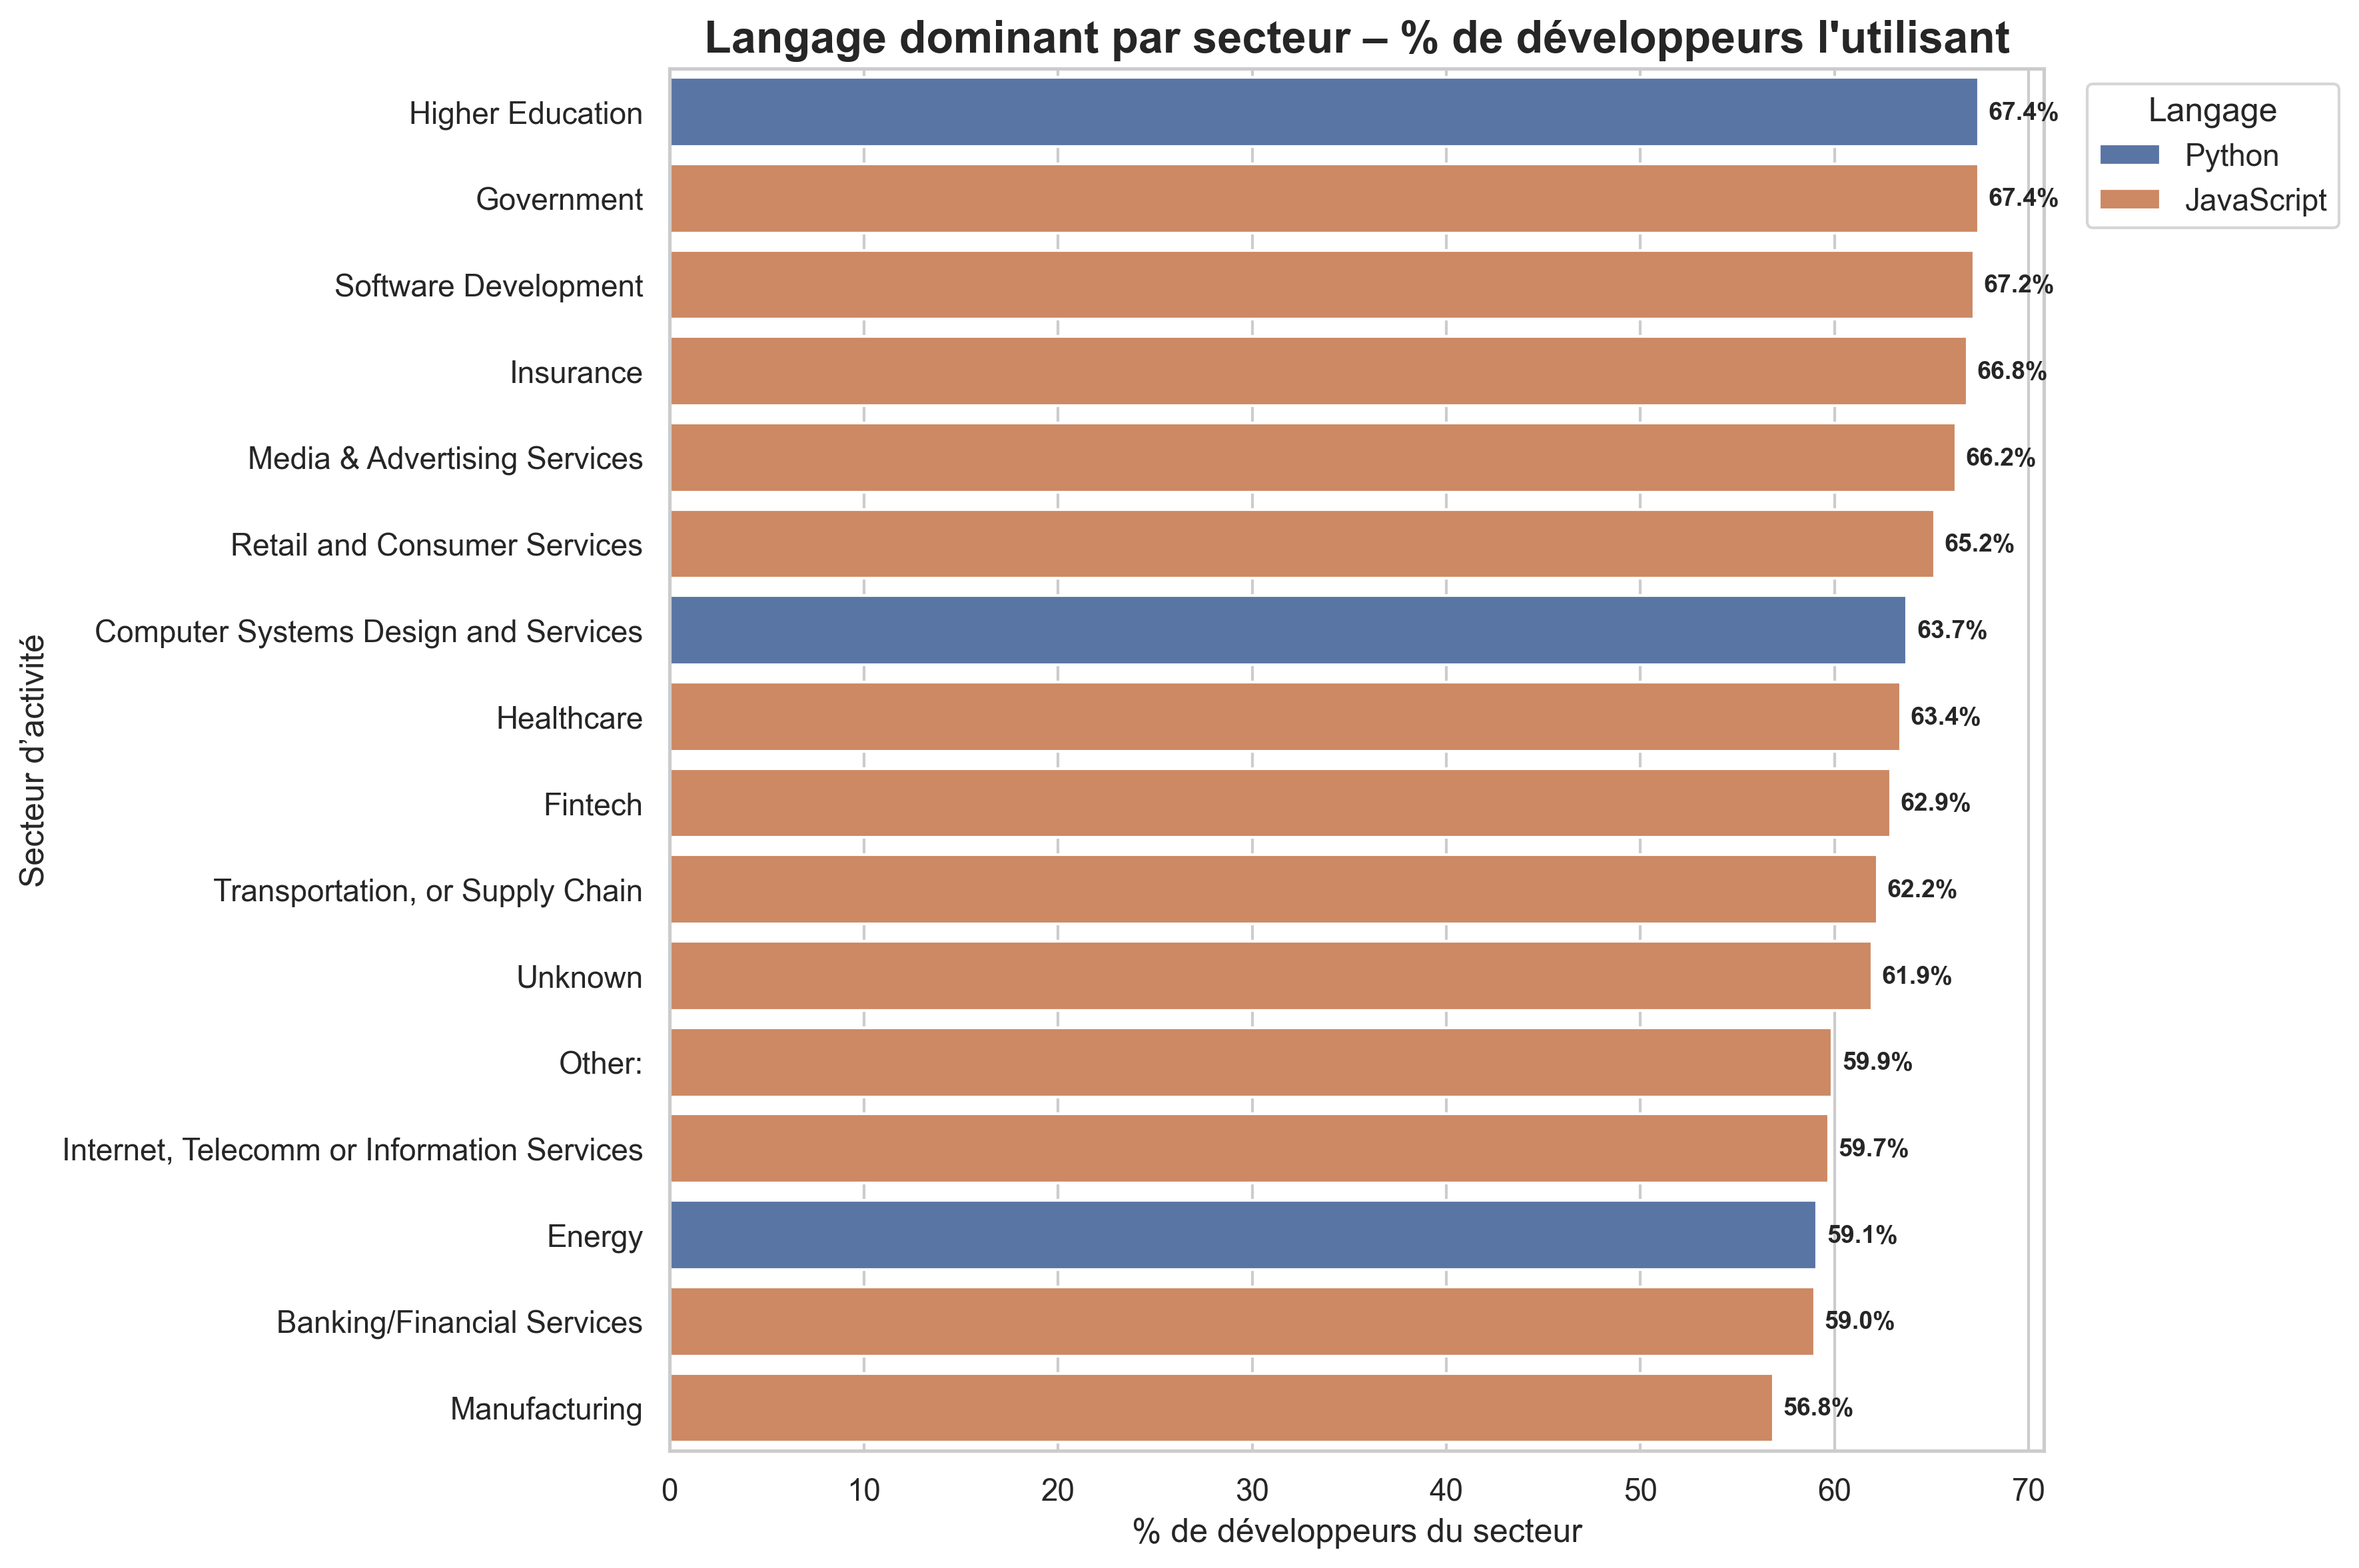 Langage dominant par secteur – % de développeurs l'utilisant
Langage
Python
JavaScript
Secteur d’activité
Higher Education 67.4%
Government 67.4%
Software Development 67.2%
Insurance 66.8%
Media & Advertising Services 66.2%
Retail and Consumer Services 65.2%
Computer Systems Design and Services 63.7%
Healthcare 63.4%
Fintech 62.9%
Transportation, or Supply Chain 62.2%
Unknown 61.9%
Other: 59.9%
Internet, Telecomm or Information Services 59.7%
Energy 59.1%
Banking/Financial Services 59.0%
Manufacturing 56.8%
0 10 20 30 40 50 60 70
% de développeurs du secteur